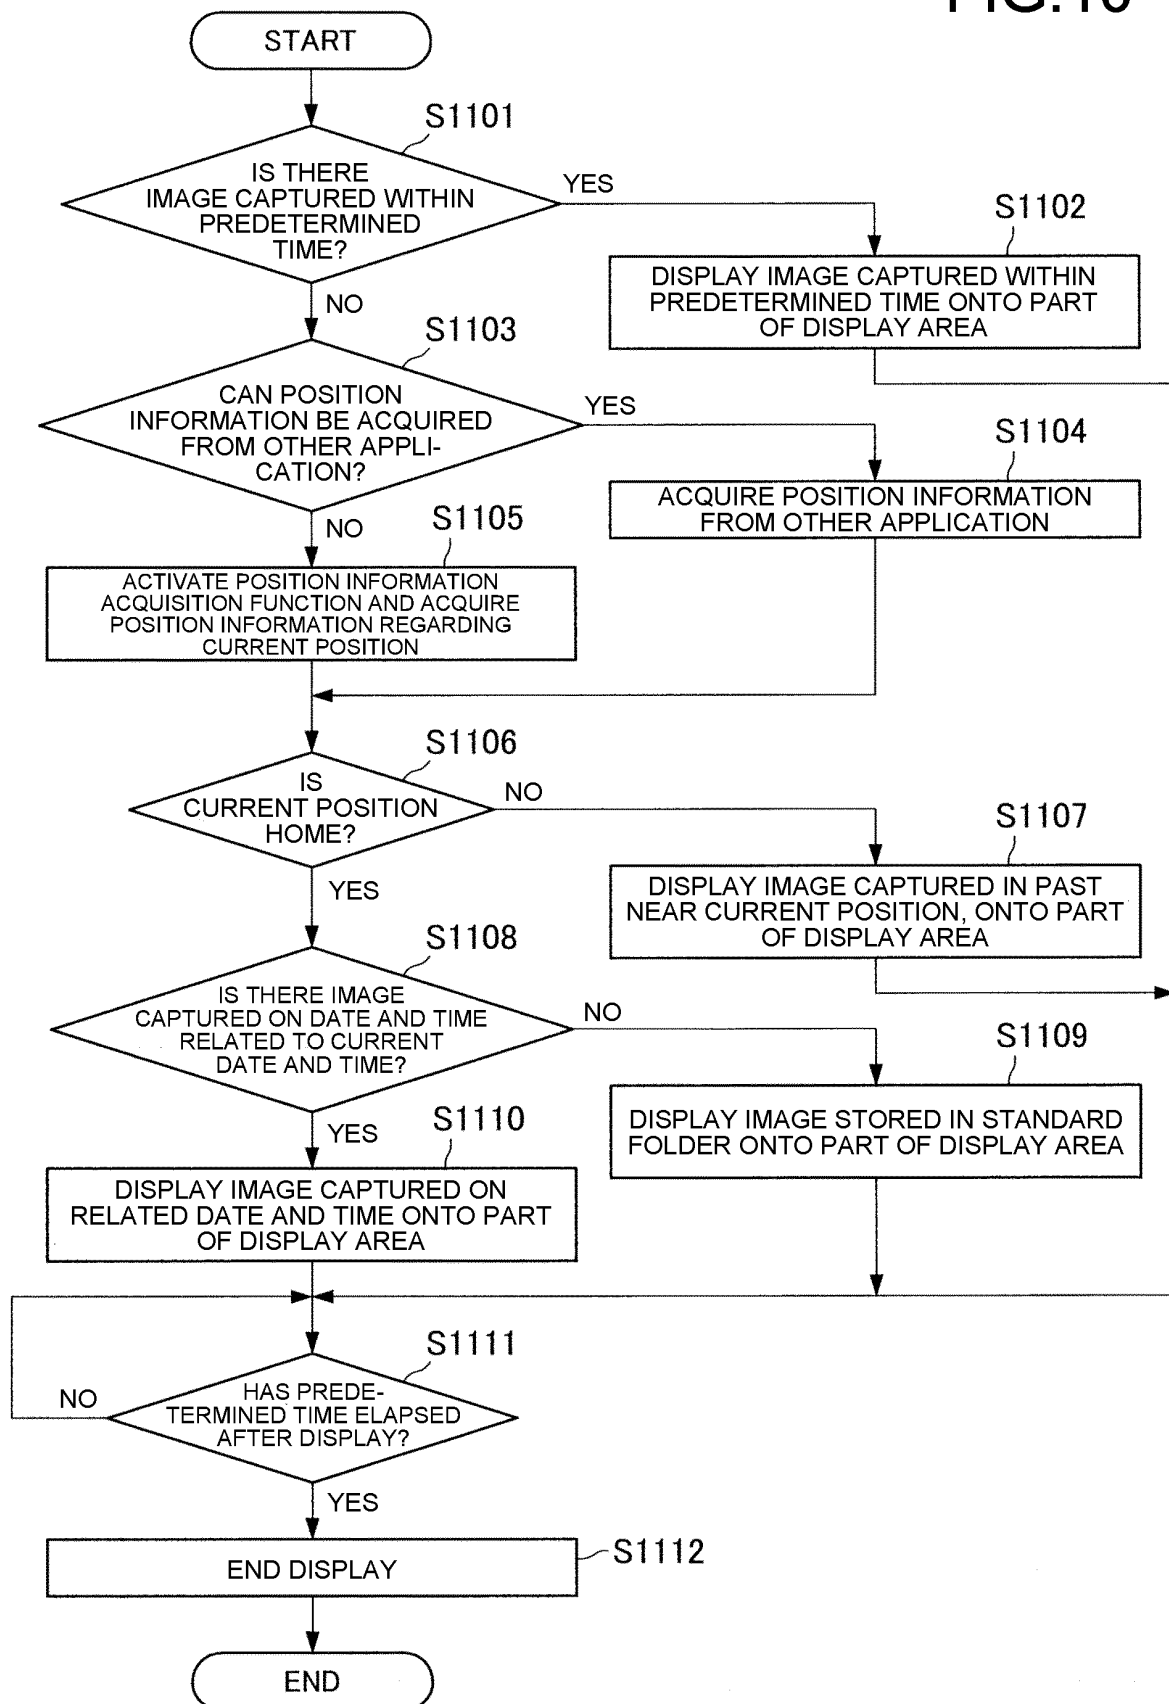 FIG.
START
S1101
IS THERE
IMAGE CAPTURED WITHIN
PREDETERMINED
TIME?
YES
NO
S1102
DISPLAY IMAGE CAPTURED WITHIN
PREDETERMINED TIME ONTO PART
OF DISPLAY AREA
S1103
CAN POSITION
INFORMATION BE ACQUIRED
FROM OTHER APPLI-
CATION?
YES
NO
S1104
ACQUIRE POSITION INFORMATION
FROM OTHER APPLICATION
S1105
ACTIVATE POSITION INFORMATION
ACQUISITION FUNCTION AND ACQUIRE
POSITION INFORMATION REGARDING
CURRENT POSITION
S1106
IS
CURRENT POSITION
HOME?
NO
YES
S1107
DISPLAY IMAGE CAPTURED IN PAST
NEAR CURRENT POSITION, ONTO PART
OF DISPLAY AREA
S1108
IS THERE IMAGE
CAPTURED ON DATE AND TIME
RELATED TO CURRENT
DATE AND TIME?
NO
YES
S1109
DISPLAY IMAGE STORED IN STANDARD
FOLDER ONTO PART OF DISPLAY AREA
S1110
DISPLAY IMAGE CAPTURED ON
RELATED DATE AND TIME ONTO PART
OF DISPLAY AREA
S1111
HAS PREDE-
TERMINED TIME ELAPSED
AFTER DISPLAY?
NO
YES
S1112
END DISPLAY
END